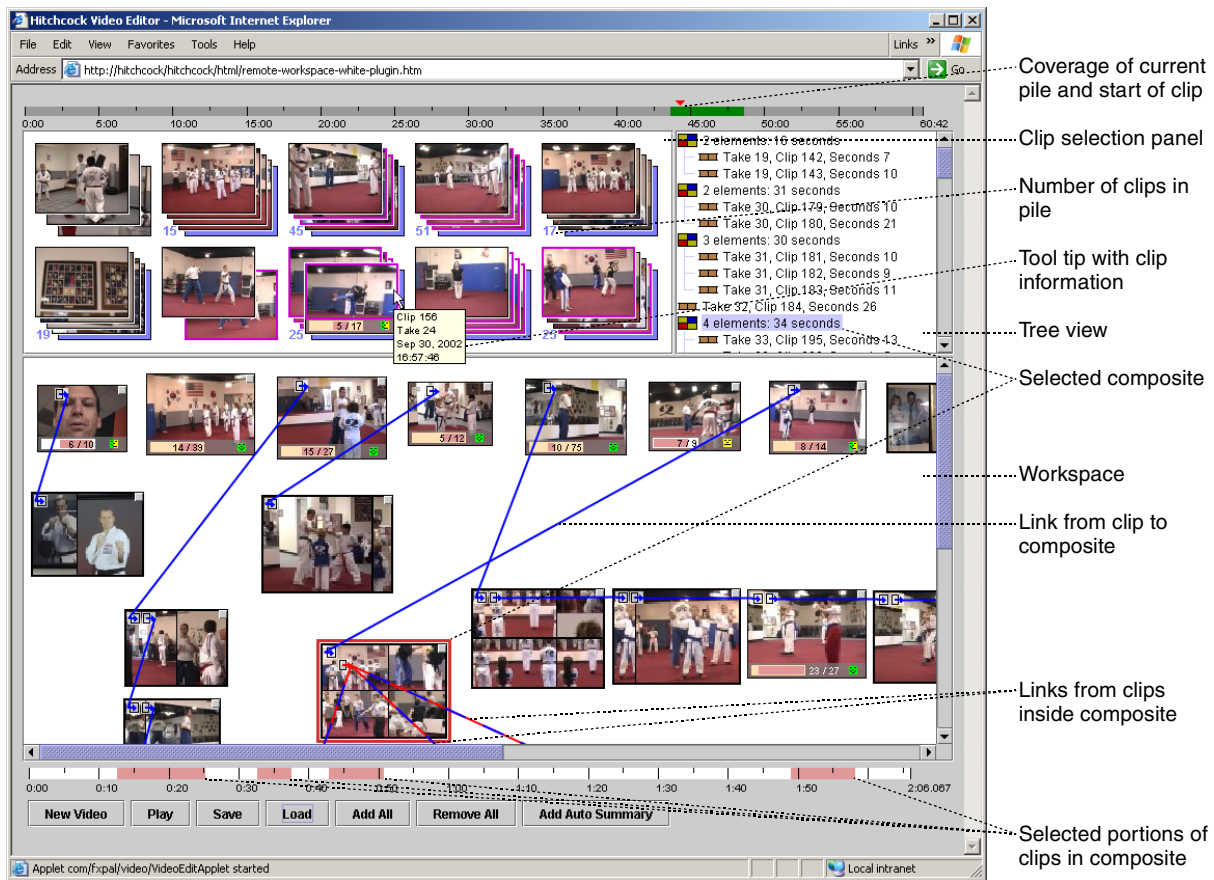 Hitchcock Video Editor - Microsoft Internet Explorer
File Edit View Favorites Tools Help
Links »
Address http://hitchcock/hitchcock/html/remote-workspace-white-plugin.htm
Go
0:00 5:00 10:00 15:00 20:00 25:00 30:00 35:00 40:00 45:00 50:00 55:00 60:42
15
45
51
17
19
25
23
5 / 17
Clip 156
Take 24
Sep 30, 2002
16:57:46
2 elements: 16 seconds
Take 19, Clip 142, Seconds 7
Take 19, Clip 143, Seconds 10
2 elements: 31 seconds
Take 30, Clip 179, Seconds 10
Take 30, Clip 180, Seconds 21
3 elements: 30 seconds
Take 31, Clip 181, Seconds 10
Take 31, Clip 182, Seconds 9
Take 31, Clip 183, Seconds 11
Take 32, Clip 184, Seconds 26
4 elements: 34 seconds
Take 33, Clip 195, Seconds 13
6 / 10
14 / 39
15 / 27
5 / 12
10 / 75
7 / 9
8 / 14
23 / 27
0:00 0:10 0:20 0:30 0:40 0:50 1:00 1:10 1:20 1:30 1:40 1:50 2:06.067
New Video Play Save Load Add All Remove All Add Auto Summary
Applet com/fxpal/video/VideoEditApplet started
Local intranet
Coverage of current
pile and start of clip
Clip selection panel
Number of clips in
pile
Tool tip with clip
information
Tree view
Selected composite
Workspace
Link from clip to
composite
Links from clips
inside composite
Selected portions of
clips in composite